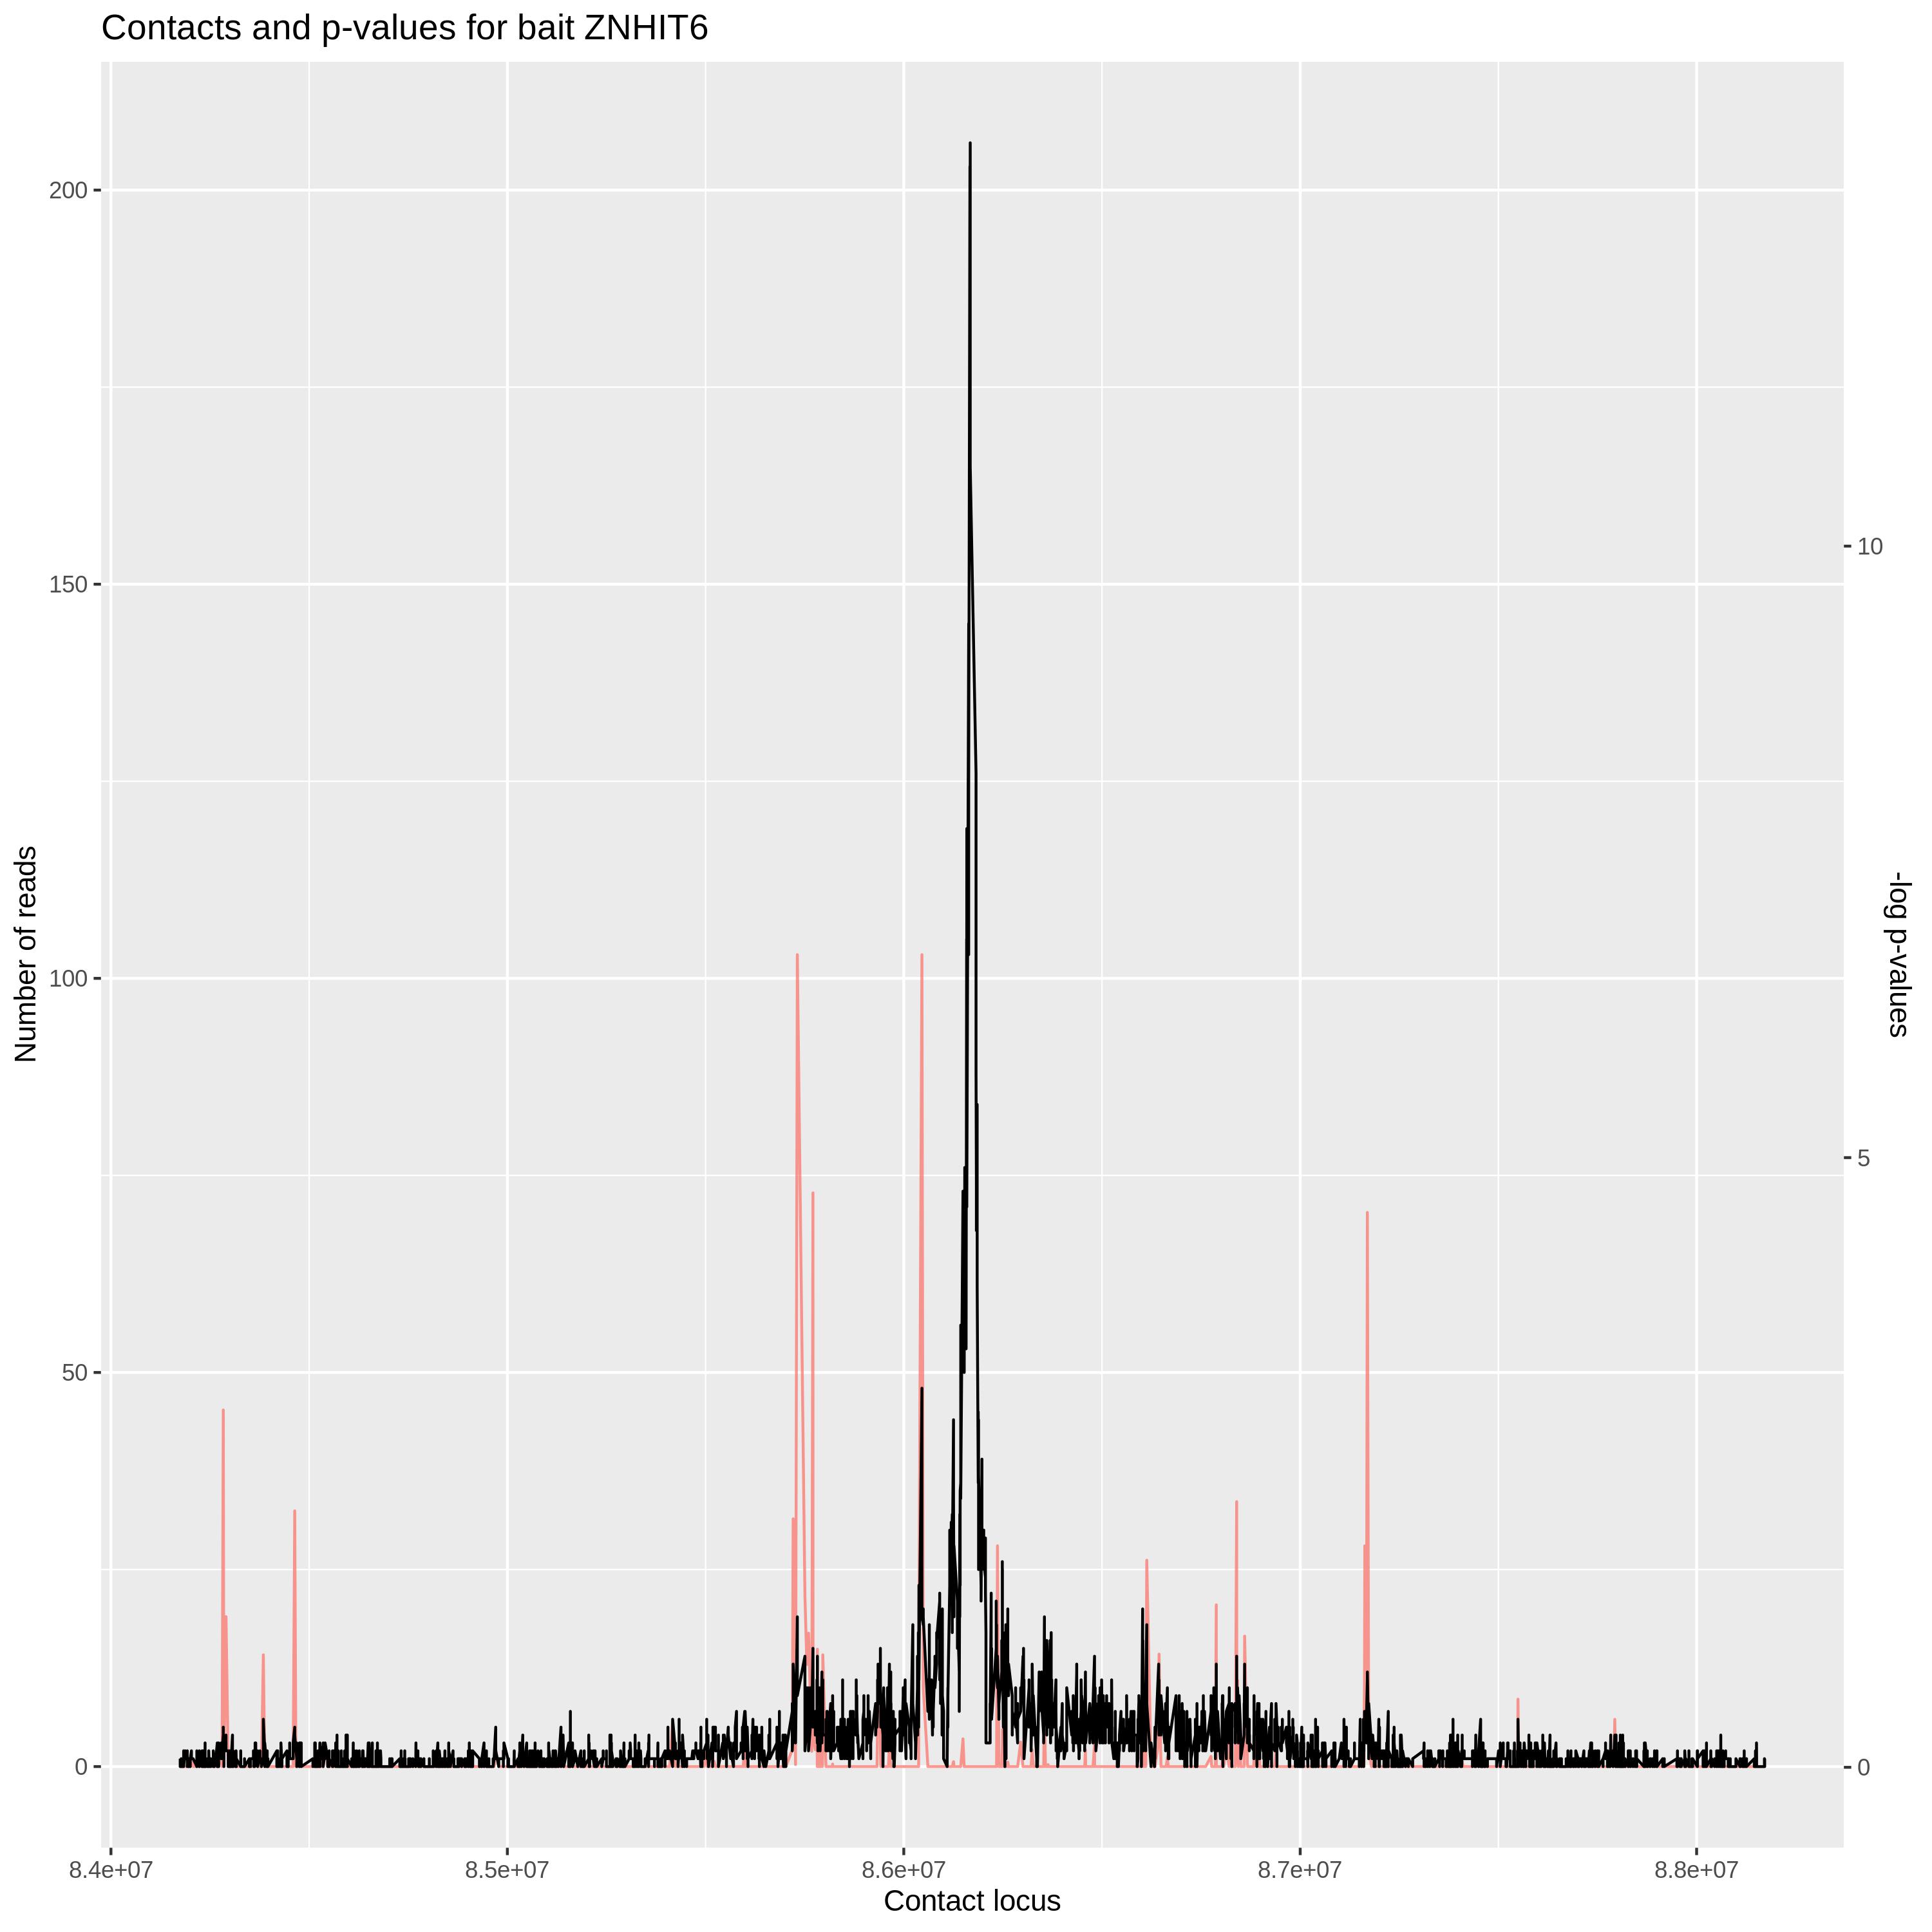 Contacts and p-values for bait ZNHIT6
200
150
100
50
0
Number of reads
10
5
0
-log p-values
8.4e+07
8.5e+07
8.6e+07
8.7e+07
8.8e+07
Contact locus